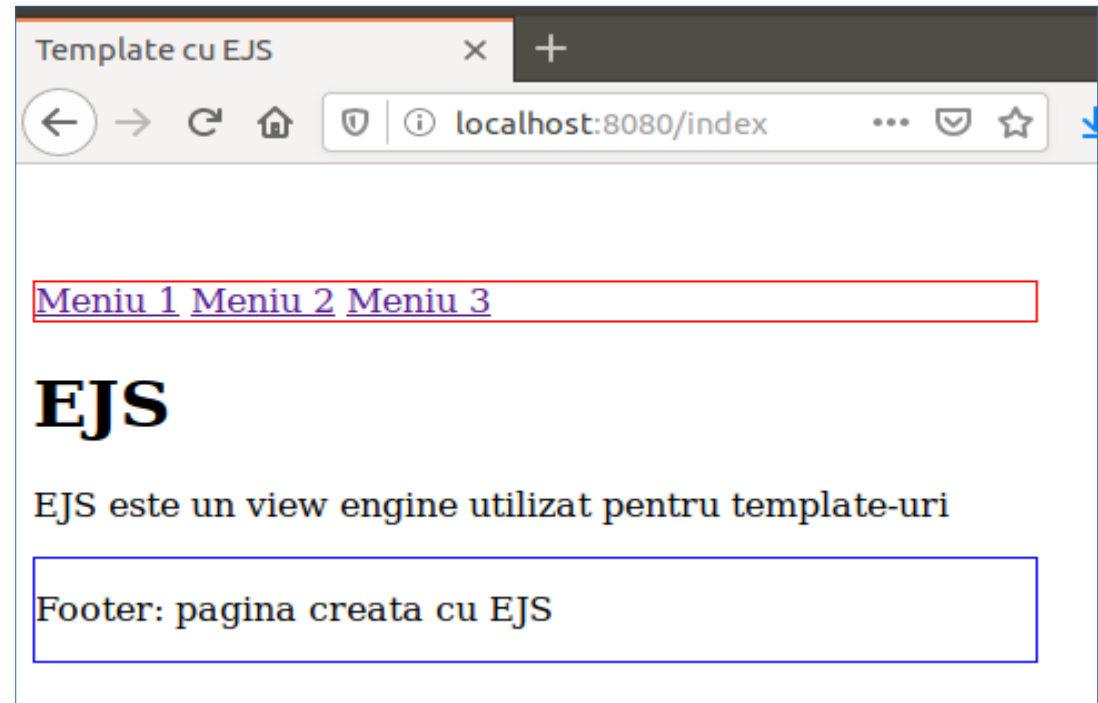 Template cu EJS
localhost:8080/index
Meniu 1 Meniu 2 Meniu 3
EJS
EJS este un view engine utilizat pentru template-uri
Footer: pagina creata cu EJS